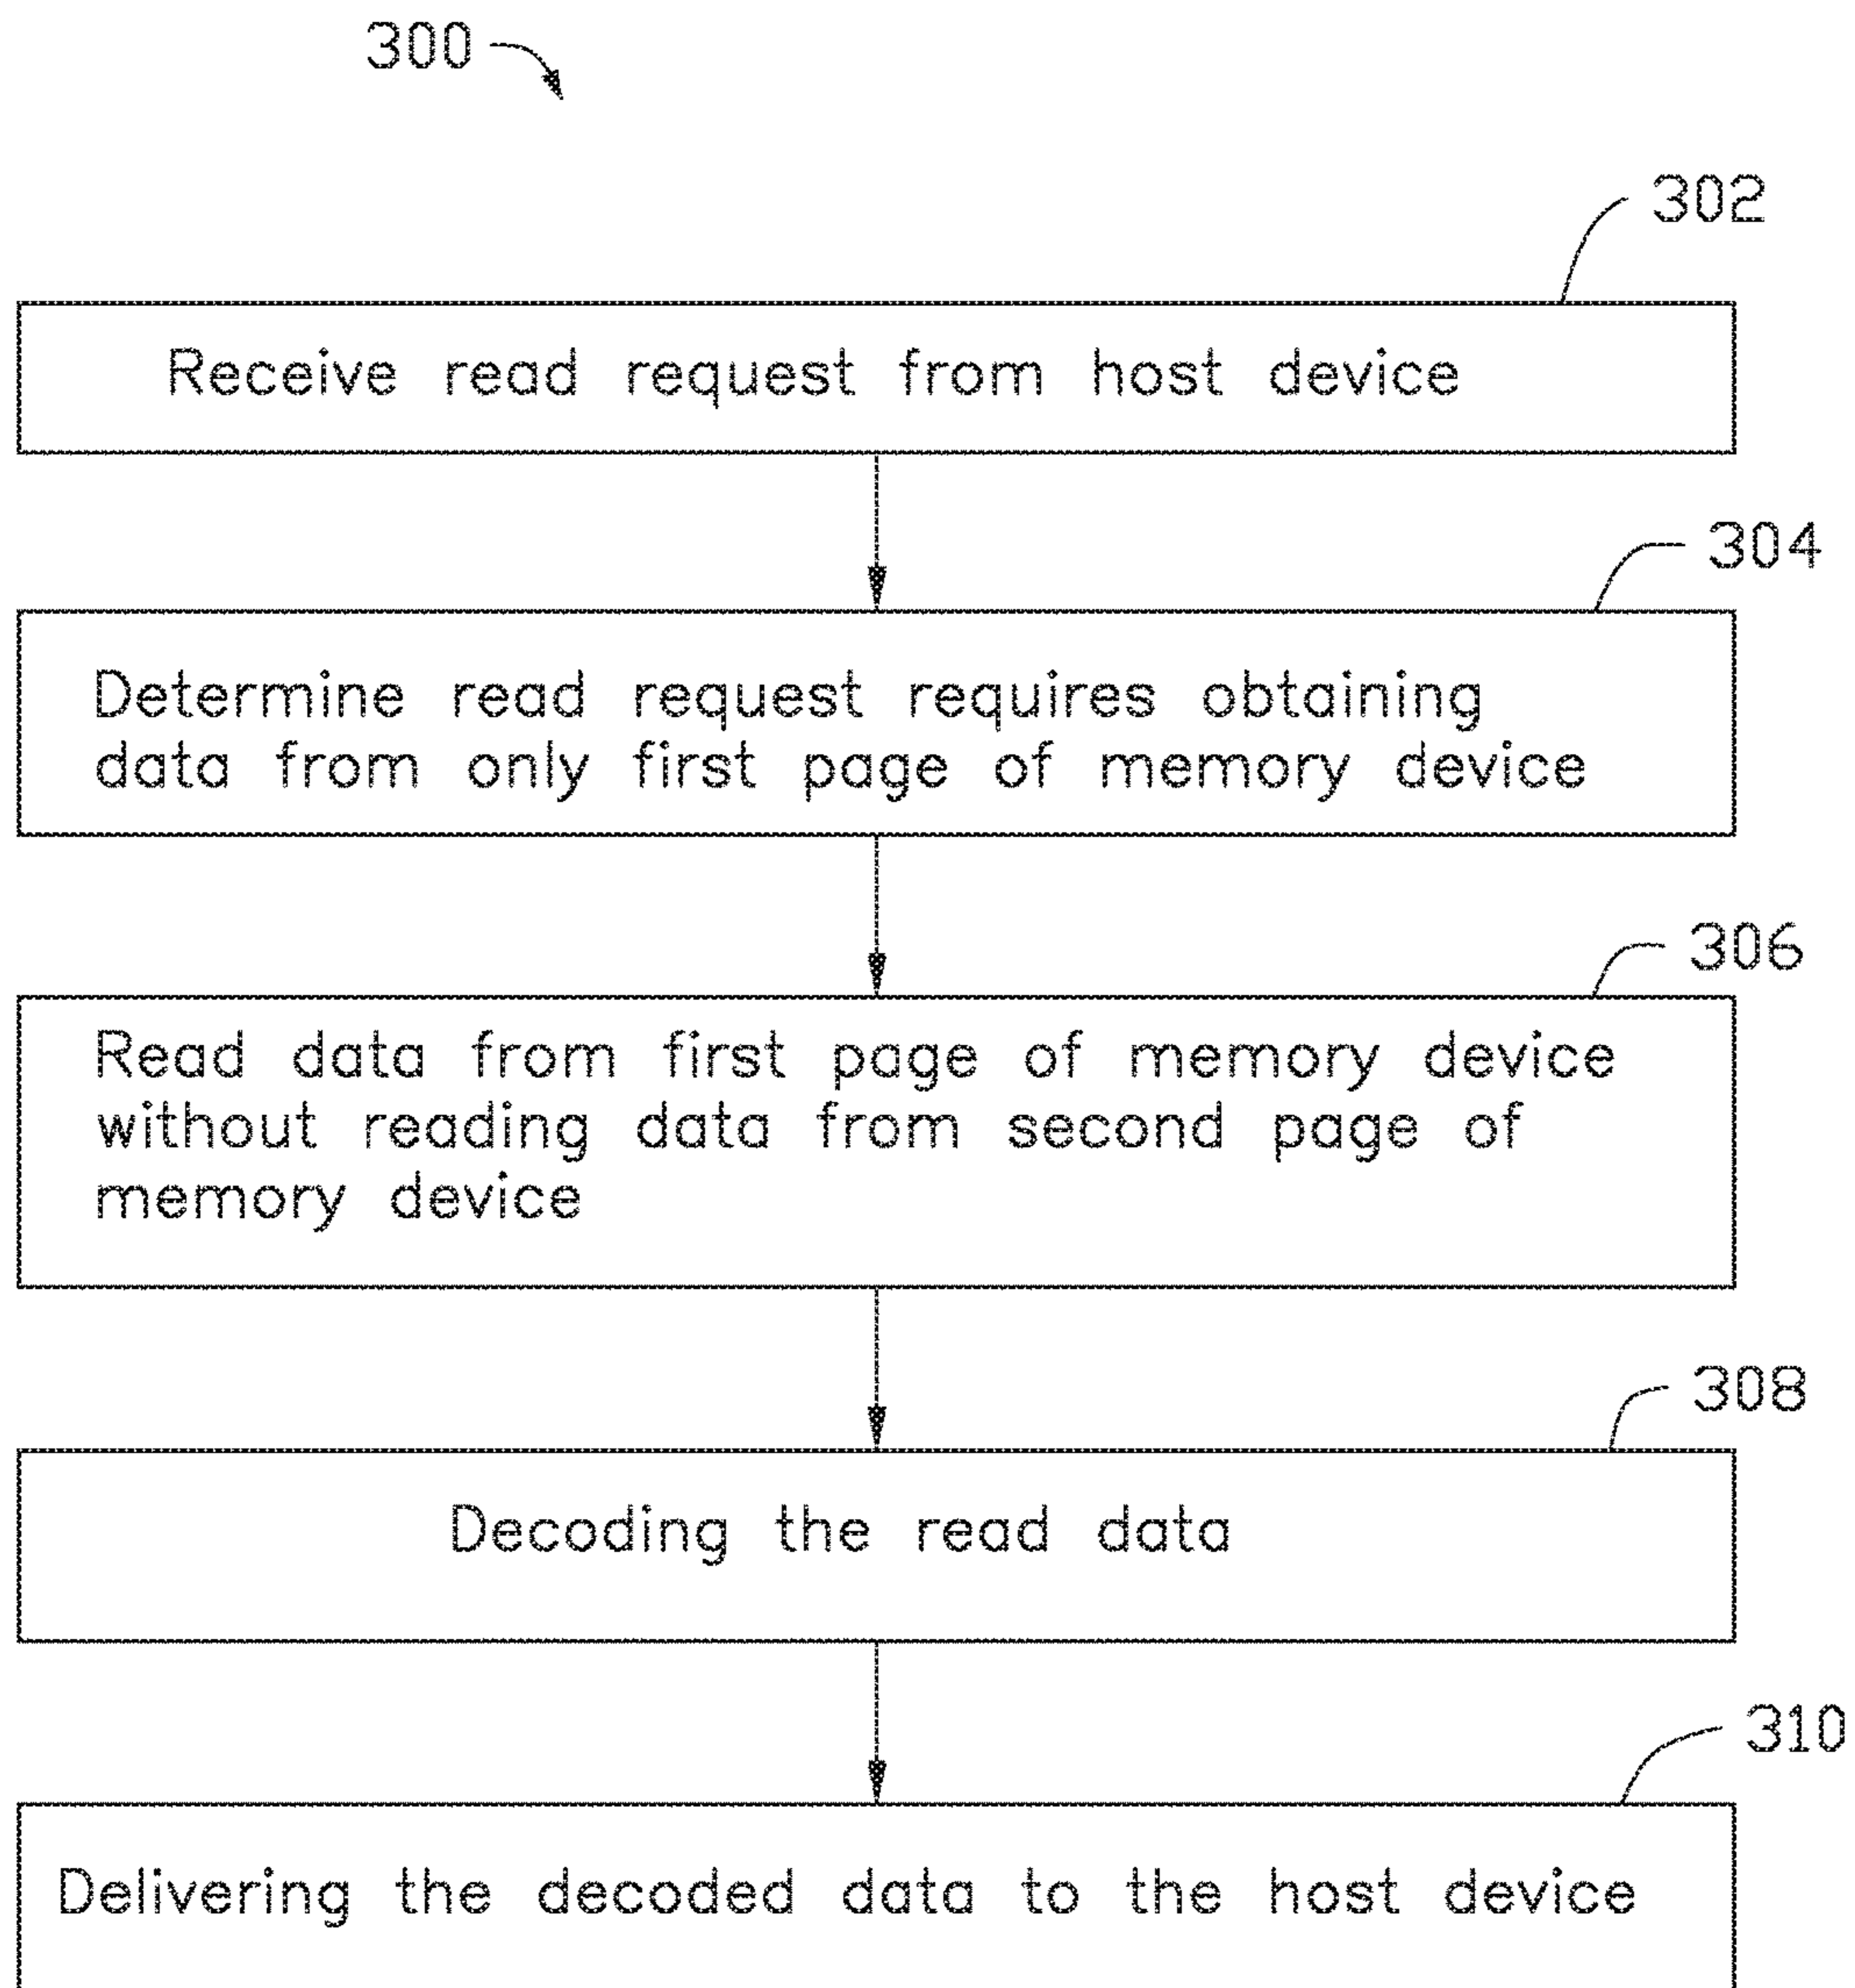 300
302
Receive read request from host device
304
Determine read request requires obtaining
data from only first page of memory device
306
Read data from first page of memory device
without reading data from second page of
memory device
308
Decoding the read data
310
Delivering the decoded data to the host device